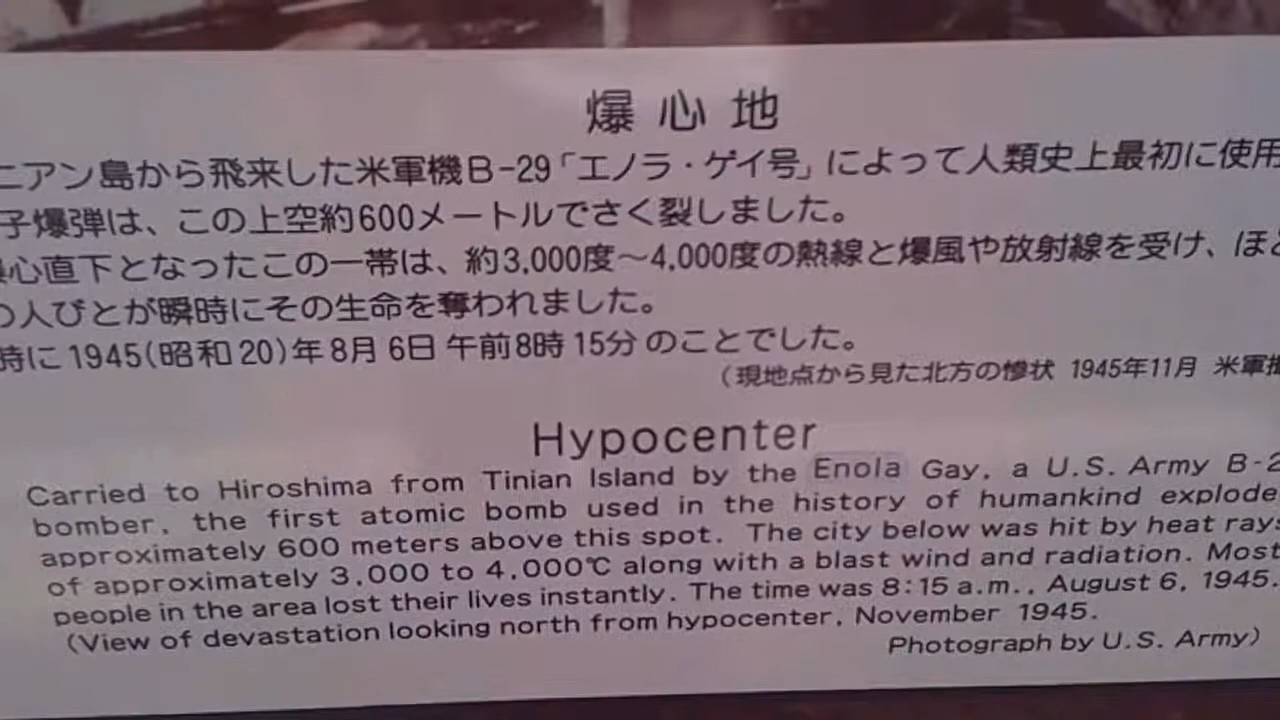 爆心地
ニアン島から飛来した米軍機B-29「エノラ・ゲイ号」によって人類史上最初に使用
子爆弾は、この上空約600メートルでさく裂しました。
心直下となったこの一帯は、約3,000度～4,000度の熱線と爆風や放射線を受け、ほと
の人びとが瞬時にその生命を奪われました。
時に1945(昭和20)年8月6日午前8時15分のことでした。
(現地点から見た北方の惨状 1945年11月 米軍撮
Hypocenter
Carried to Hiroshima from Tinian Island by the Enola Gay, a U.S. Army B-2
bomber, the first atomic bomb used in the history of humankind explode
approximately 600 meters above this spot. The city below was hit by heat rays
of approximately 3,000 to 4,000℃ along with a blast wind and radiation. Most
people in the area lost their lives instantly. The time was 8:15 a.m., August 6, 1945.
(View of devastation looking north from hypocenter, November 1945.
Photograph by U.S. Army)